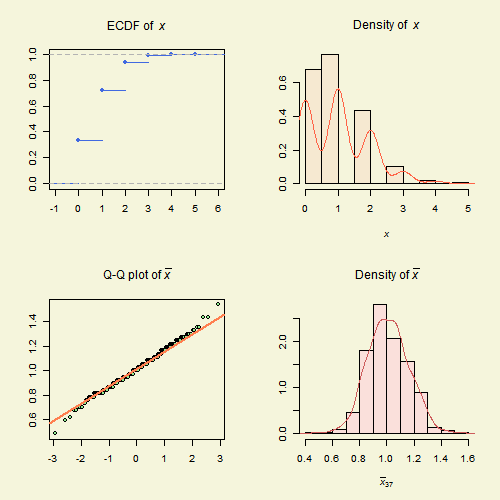 ECDF of x
Density of x
0.0 0.2 0.4 0.6 0.8 1.0
-1 0 1 2 3 4 5 6
0.0 0.2 0.4 0.6
0 1 2 3 4 5
x
Q-Q plot of x̅
Density of x̅
0.6 0.8 1.0 1.2 1.4
-3 -2 -1 0 1 2 3
0.0 1.0 2.0
0.4 0.6 0.8 1.0 1.2 1.4 1.6
x̅37